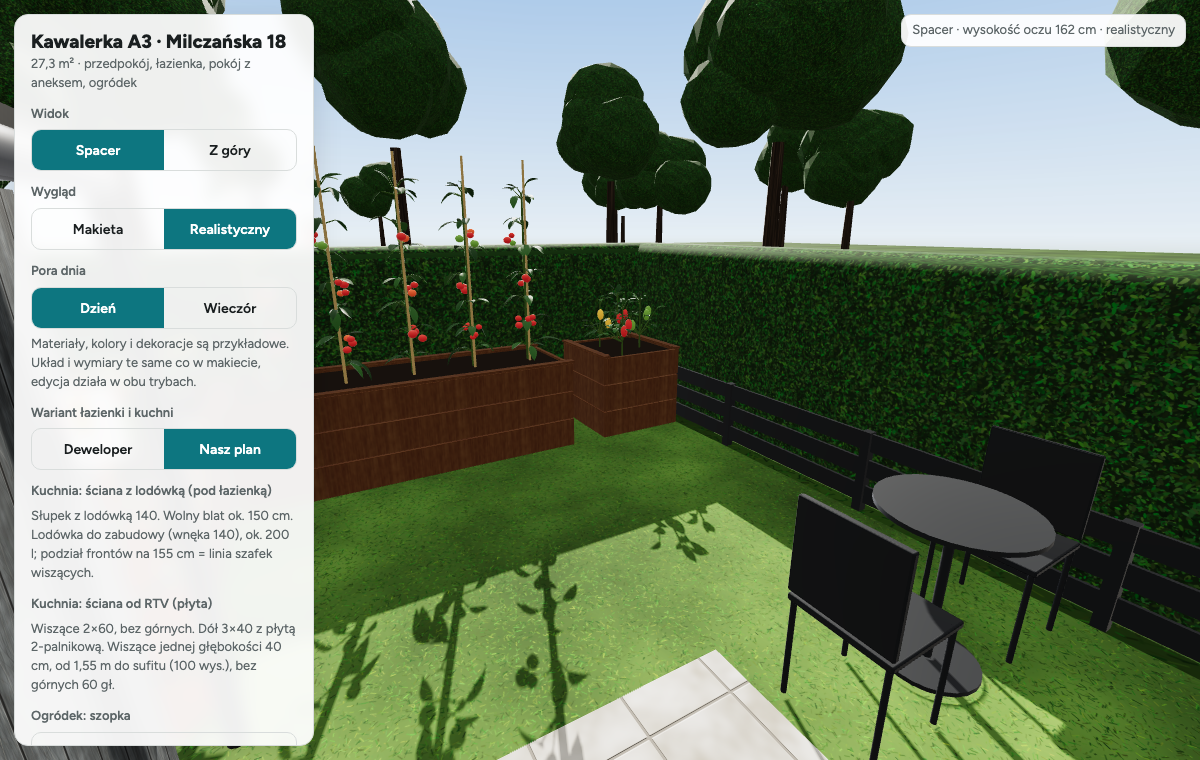 Kawalerka A3 · Milczańska 18
27,3 m² · przedpokój, łazienka, pokój z
aneksem, ogródek
Widok
Spacer
Z góry
Wygląd
Makieta
Realistyczny
Pora dnia
Dzień
Wieczór
Materiały, kolory i dekoracje są przykładowe.
Układ i wymiary te same co w makiecie,
edycja działa w obu trybach.
Wariant łazienki i kuchni
Deweloper
Nasz plan
Kuchnia: ściana z lodówką (pod łazienką)
Słupek z lodówką 140. Wolny blat ok. 150 cm.
Lodówka do zabudowy (wnęka 140), ok. 200
l; podział frontów na 155 cm = linia szafek
wiszących.
Kuchnia: ściana od RTV (płyta)
Wiszące 2×60, bez górnych. Dół 3×40 z płytą
2-palnikową. Wiszące jednej głębokości 40
cm, od 1,55 m do sufitu (100 wys.), bez
górnych 60 gł.
Ogródek: szopka
Spacer · wysokość oczu 162 cm · realistyczny